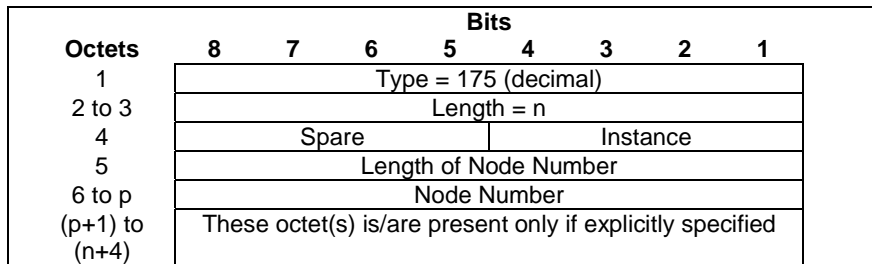 Bits
Octets 8 7 6 5 4 3 2 1
1 Type = 175 (decimal)
2 to 3 Length = n
4 Spare Instance
5 Length of Node Number
6 to p Node Number
(p+1) to These octet(s) is/are present only if explicitly specified
(n+4)